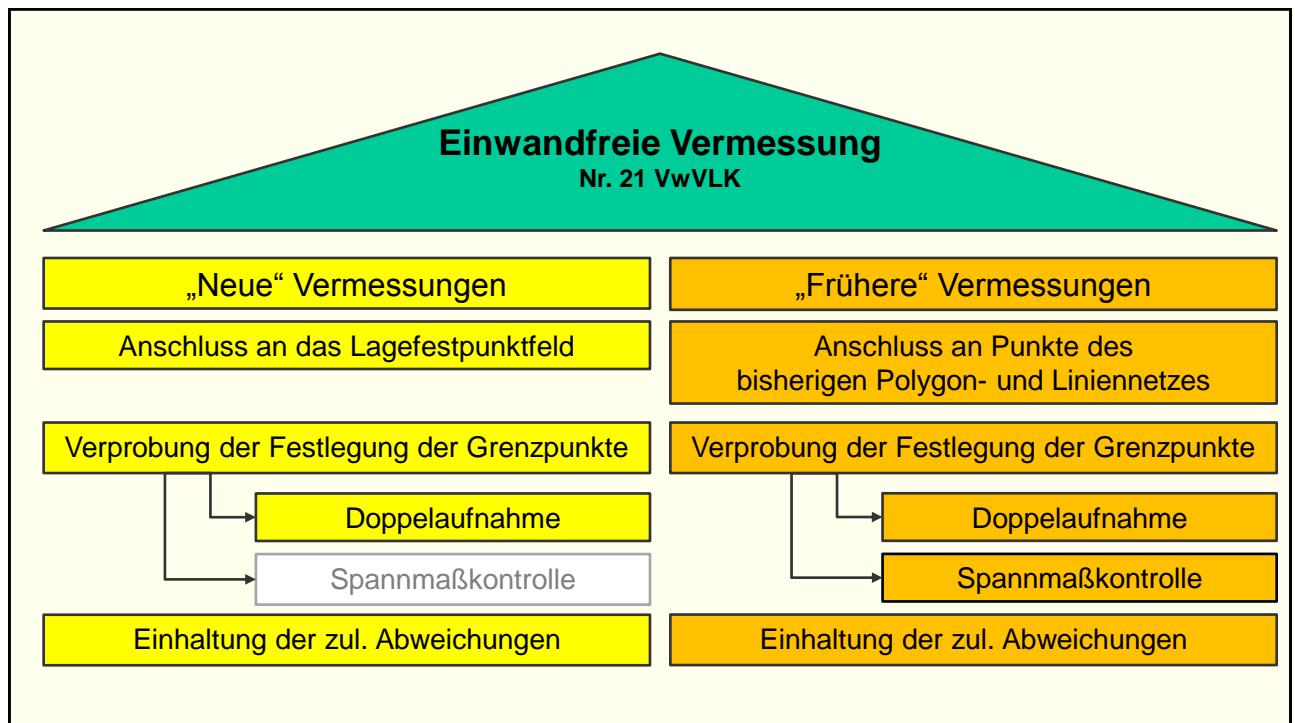 Einwandfreie Vermessung
Nr. 21 VwVLK
„Neue“ Vermessungen
Anschluss an das Lagefestpunktfeld
Verprobung der Festlegung der Grenzpunkte
Doppelaufnahme
Spannmaßkontrolle
Einhaltung der zul. Abweichungen
„Frühere“ Vermessungen
Anschluss an Punkte des
bisherigen Polygon- und Liniennetzes
Verprobung der Festlegung der Grenzpunkte
Doppelaufnahme
Spannmaßkontrolle
Einhaltung der zul. Abweichungen